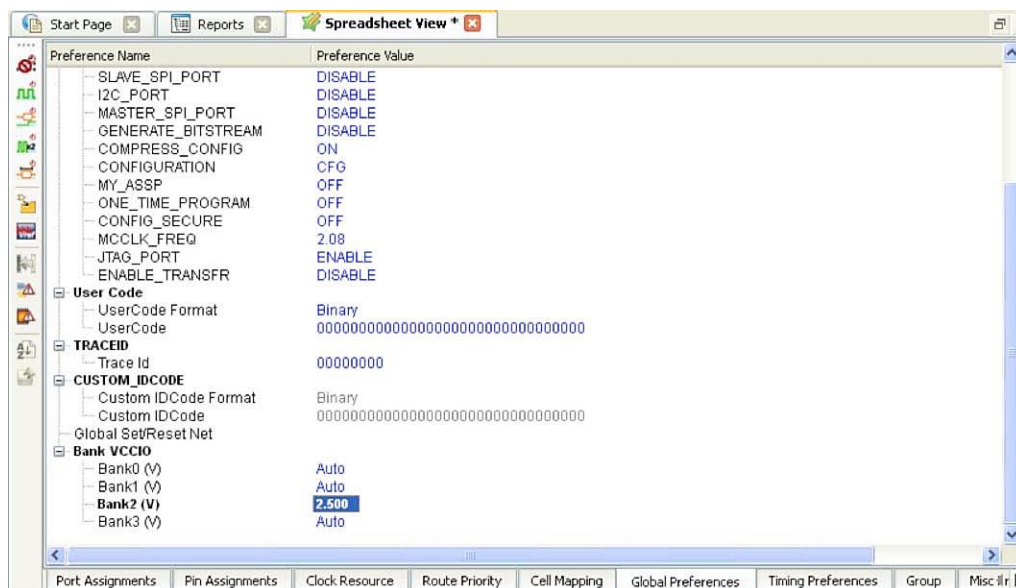 Start Page Reports Spreadsheet View *
Preference Name Preference Value
SLAVE_SPI_PORT DISABLE
I2C_PORT DISABLE
MASTER_SPI_PORT DISABLE
GENERATE_BITSTREAM DISABLE
COMPRESS_CONFIG ON
CONFIGURATION CFG
MY_ASSP OFF
ONE_TIME_PROGRAM OFF
CONFIG_SECURE OFF
MCCLK_FREQ 2.08
JTAG_PORT ENABLE
ENABLE_TRANSFR DISABLE
User Code
UserCode Format Binary
UserCode 00000000000000000000000000000000
TRACEID
Trace Id 00000000
CUSTOM_IDCODE
Custom IDCode Format Binary
Custom IDCode 00000000000000000000000000000000
Global Set/Reset Net
Bank VCCIO
Bank0 (V) Auto
Bank1 (V) Auto
Bank2 (V) 2.500
Bank3 (V) Auto
Port Assignments Pin Assignments Clock Resource Route Priority Cell Mapping Global Preferences Timing Preferences Group